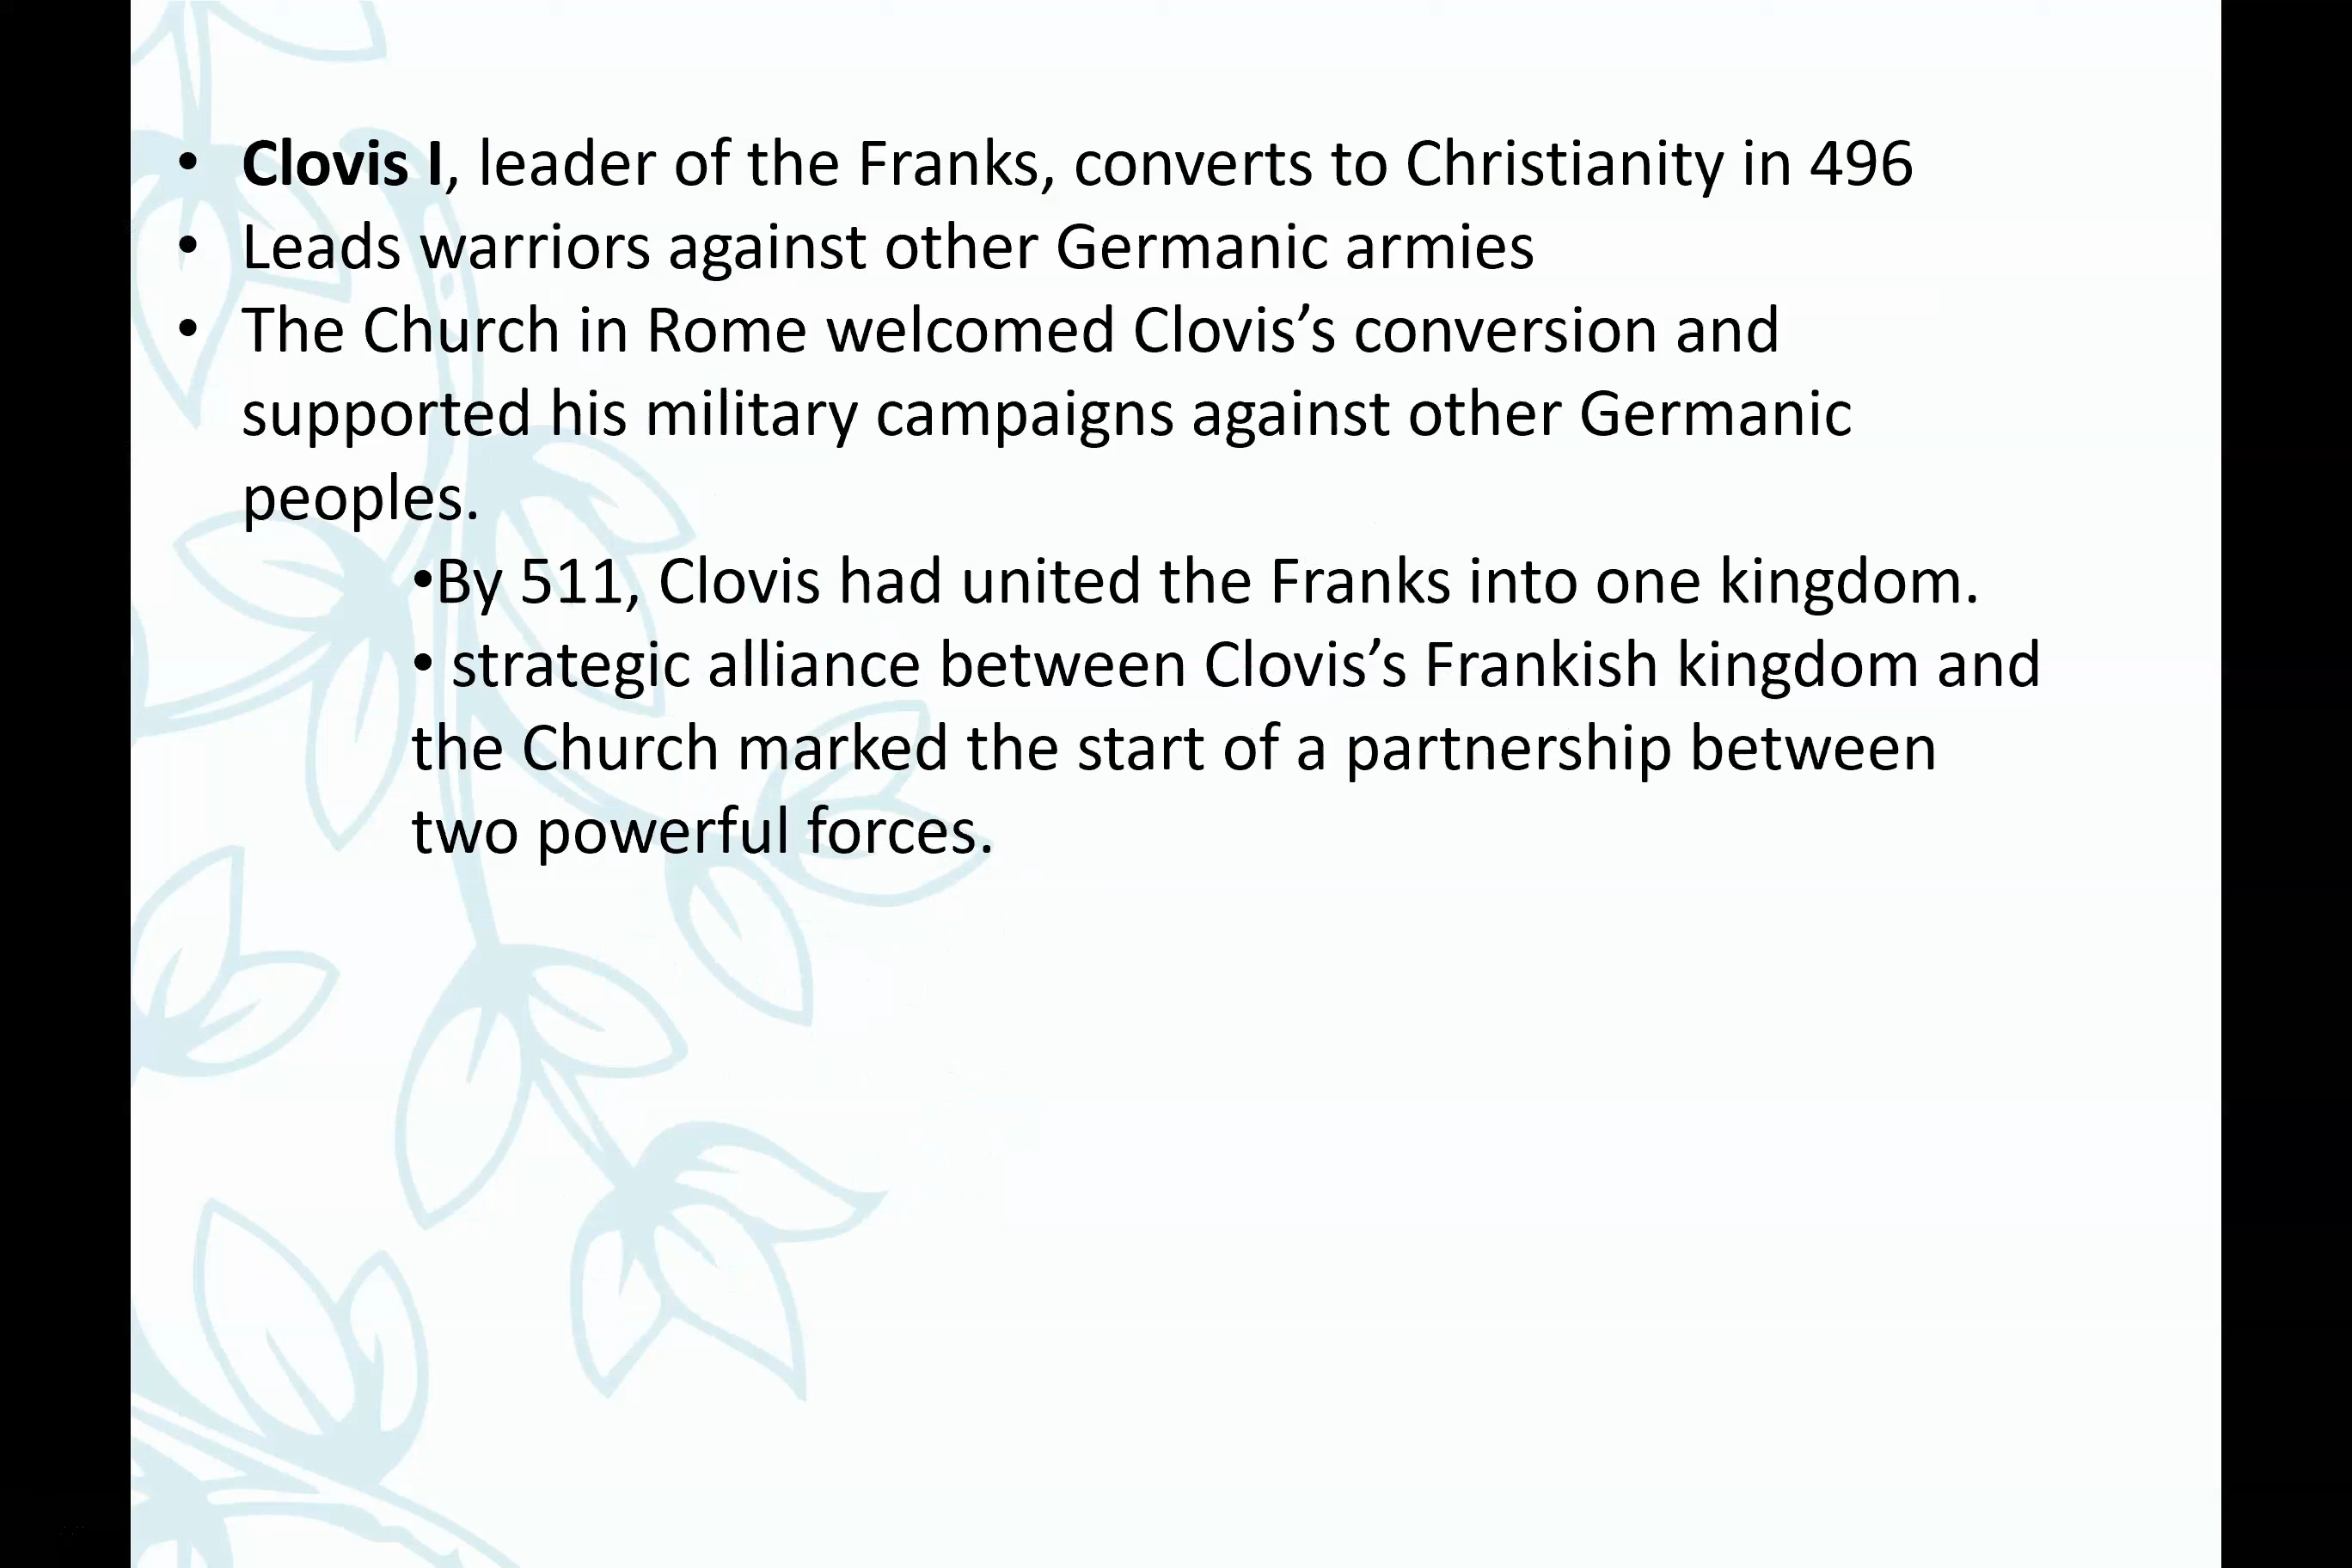 • Clovis I, leader of the Franks, converts to Christianity in 496
• Leads warriors against other Germanic armies
• The Church in Rome welcomed Clovis’s conversion and
supported his military campaigns against other Germanic
peoples.
•By 511, Clovis had united the Franks into one kingdom.
• strategic alliance between Clovis’s Frankish kingdom and
the Church marked the start of a partnership between
two powerful forces.